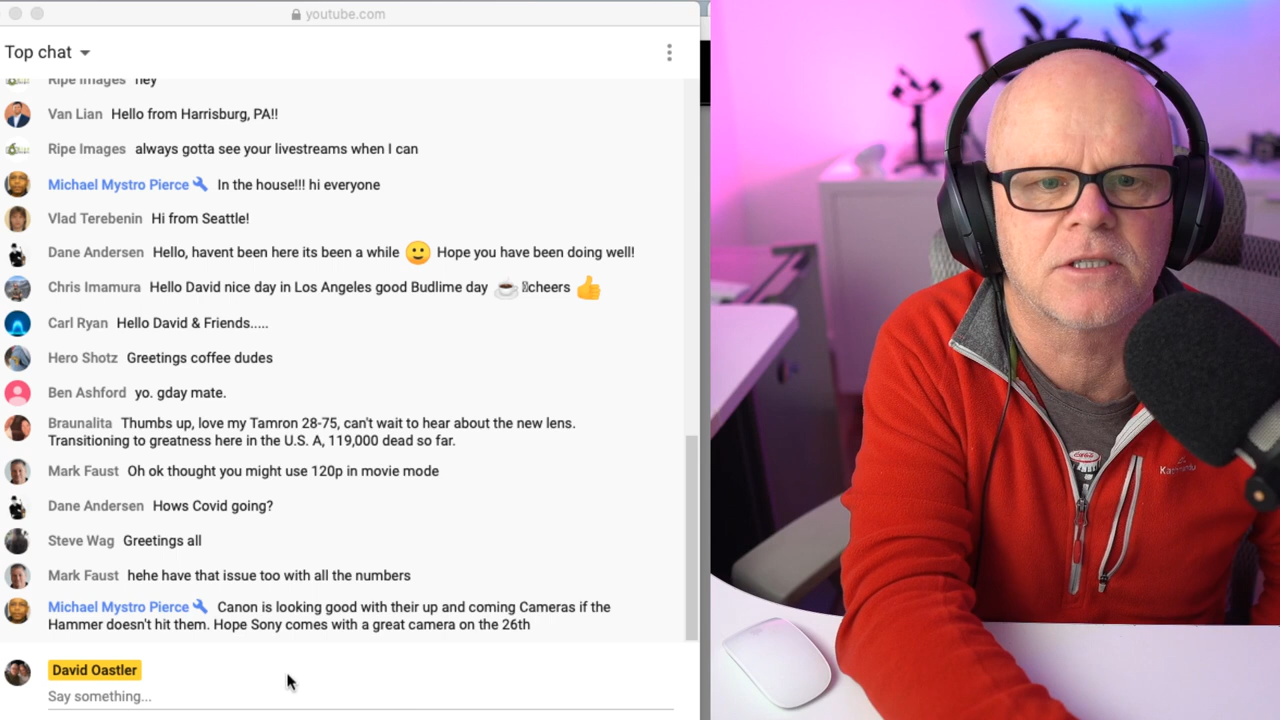 youtube.com
Top chat
Ripe Images hey
Van Lian Hello from Harrisburg, PA!!
Ripe Images always gotta see your livestreams when I can
Michael Mystro Pierce In the house!!! hi everyone
Vlad Terebenin Hi from Seattle!
Dane Andersen Hello, havent been here its been a while 🙂 Hope you have been doing well!
Chris Imamura Hello David nice day in Los Angeles good Budlime day ☕ cheers 👍
Carl Ryan Hello David & Friends.....
Hero Shotz Greetings coffee dudes
Ben Ashford yo. gday mate.
Braunalita Thumbs up, love my Tamron 28-75, can't wait to hear about the new lens.
Transitioning to greatness here in the U.S. A, 119,000 dead so far.
Mark Faust Oh ok thought you might use 120p in movie mode
Dane Andersen Hows Covid going?
Steve Wag Greetings all
Mark Faust hehe have that issue too with all the numbers
Michael Mystro Pierce Canon is looking good with their up and coming Cameras if the
Hammer doesn't hit them. Hope Sony comes with a great camera on the 26th
David Oastler
Say something...